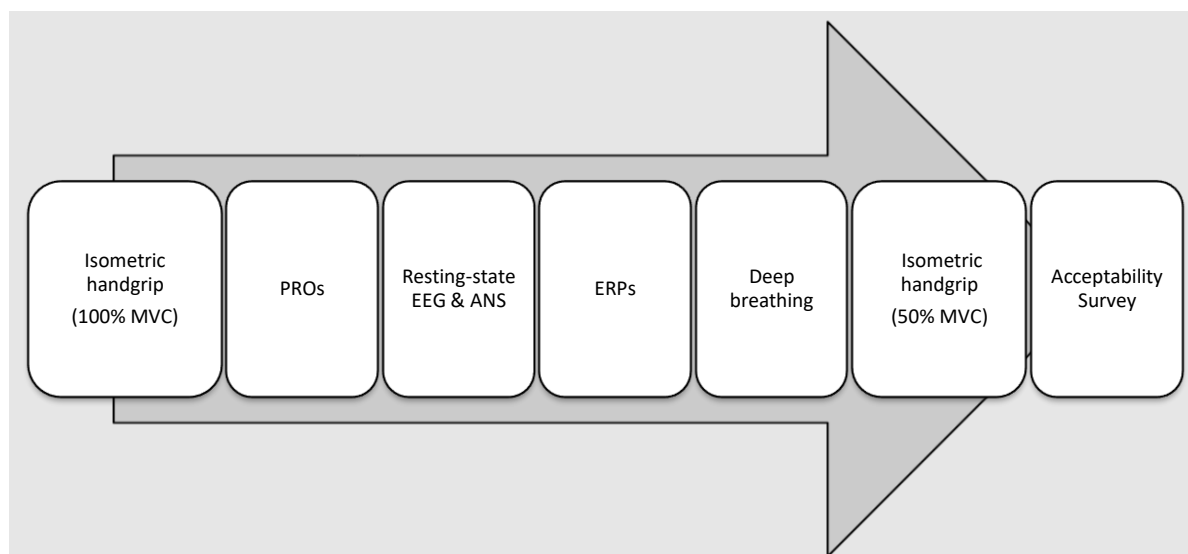 Isometric
handgrip
(100% MVC)
PROs
Resting-state
EEG & ANS
ERPs
Deep
breathing
Isometric
handgrip
(50% MVC)
Acceptability
Survey